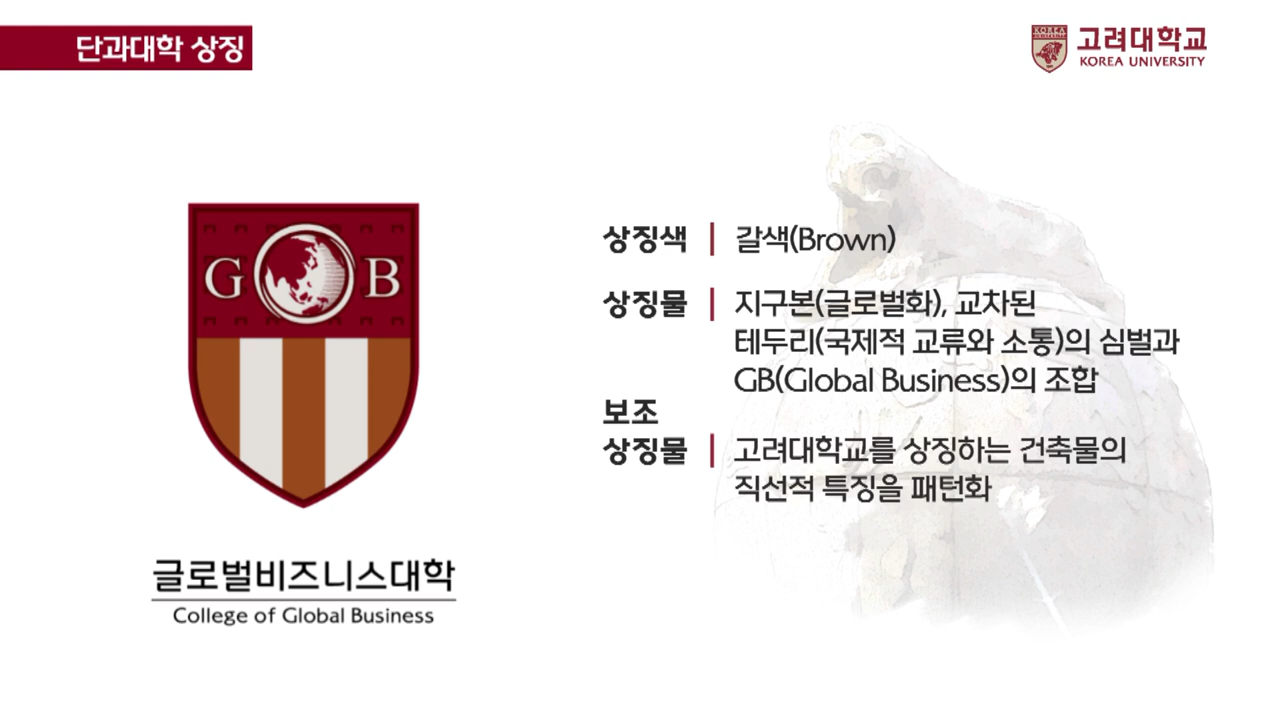 단과대학 상징
KOREA
고려대학교
KOREA UNIVERSITY
G B
글로벌비즈니스대학
College of Global Business
상징색 | 갈색(Brown)
상징물 | 지구본(글로벌화), 교차된
테두리(국제적 교류와 소통)의 심벌과
GB(Global Business)의 조합
보조
상징물 | 고려대학교를 상징하는 건축물의
직선적 특징을 패턴화